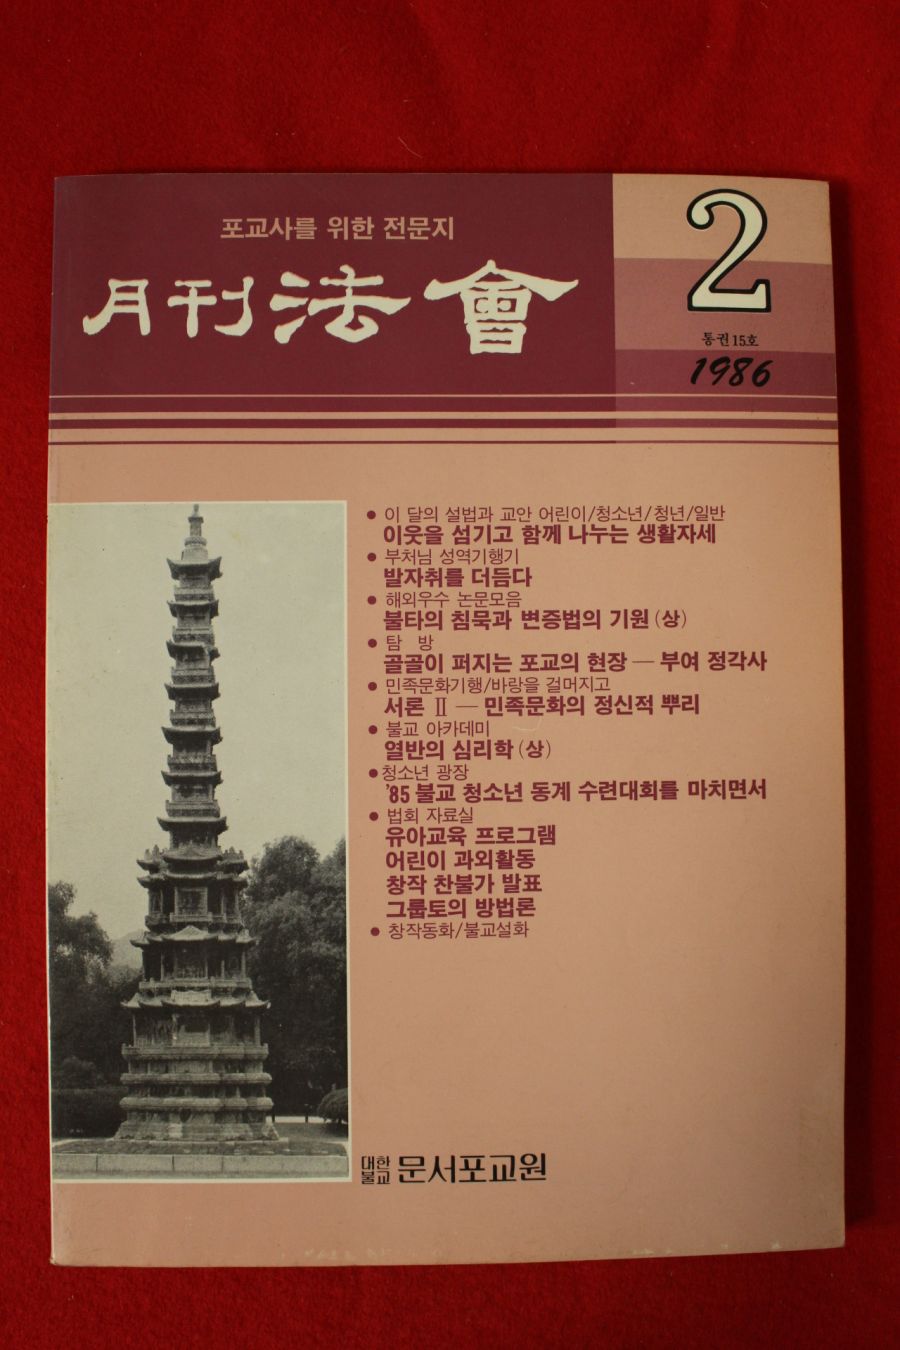 포교사를 위한 전문지
月刊法會
2
통권 15호
1986
● 이 달의 설법과 교안 어린이/청소년/청년/일반
이웃을 섬기고 함께 나누는 생활자세
● 부처님 성역기행기
발자취를 더듬다
● 해외우수 논문모음
불타의 침묵과 변증법의 기원(상)
● 탐 방
골골이 퍼지는 포교의 현장 — 부여 정각사
● 민족문화기행/바랑을 걸머지고
서론 Ⅱ — 민족문화의 정신적 뿌리
● 불교 아카데미
열반의 심리학(상)
● 청소년 광장
'85 불교 청소년 동계 수련대회를 마치면서
● 법회 자료실
유아교육 프로그램
어린이 과외활동
창작 찬불가 발표
그룹토의 방법론
● 창작동화/불교설화
대한불교 문서포교원